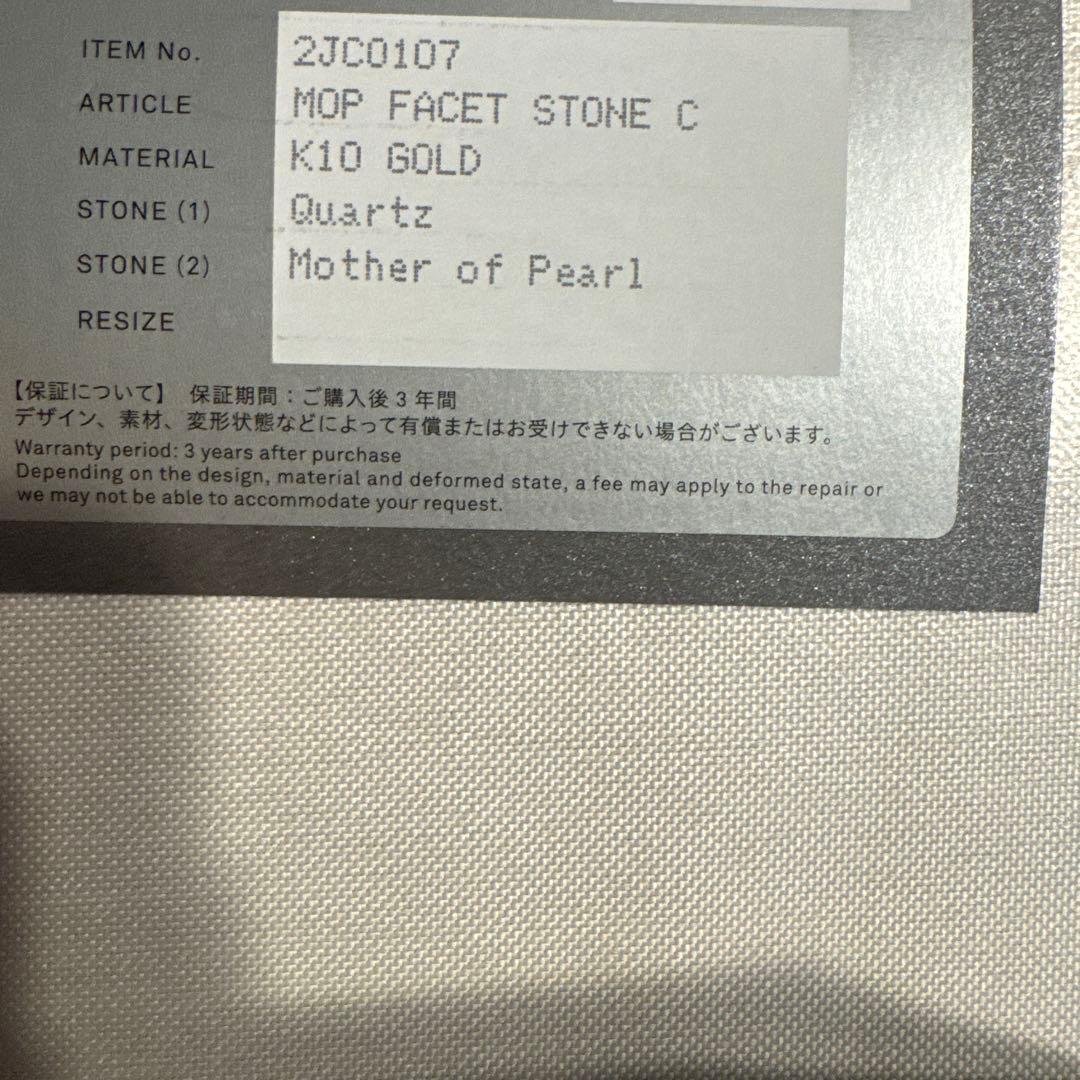 ITEM No. 2JC0107
ARTICLE MOP FACET STONE C
MATERIAL K10 GOLD
STONE (1) Quartz
STONE (2) Mother of Pearl
RESIZE
【保証について】 保証期間：ご購入後3年間
デザイン、素材、変形状態などによって有償またはお受けできない場合がございます。
Warranty period: 3 years after purchase
Depending on the design, material and deformed state, a fee may apply to the repair or
we may not be able to accommodate your request.